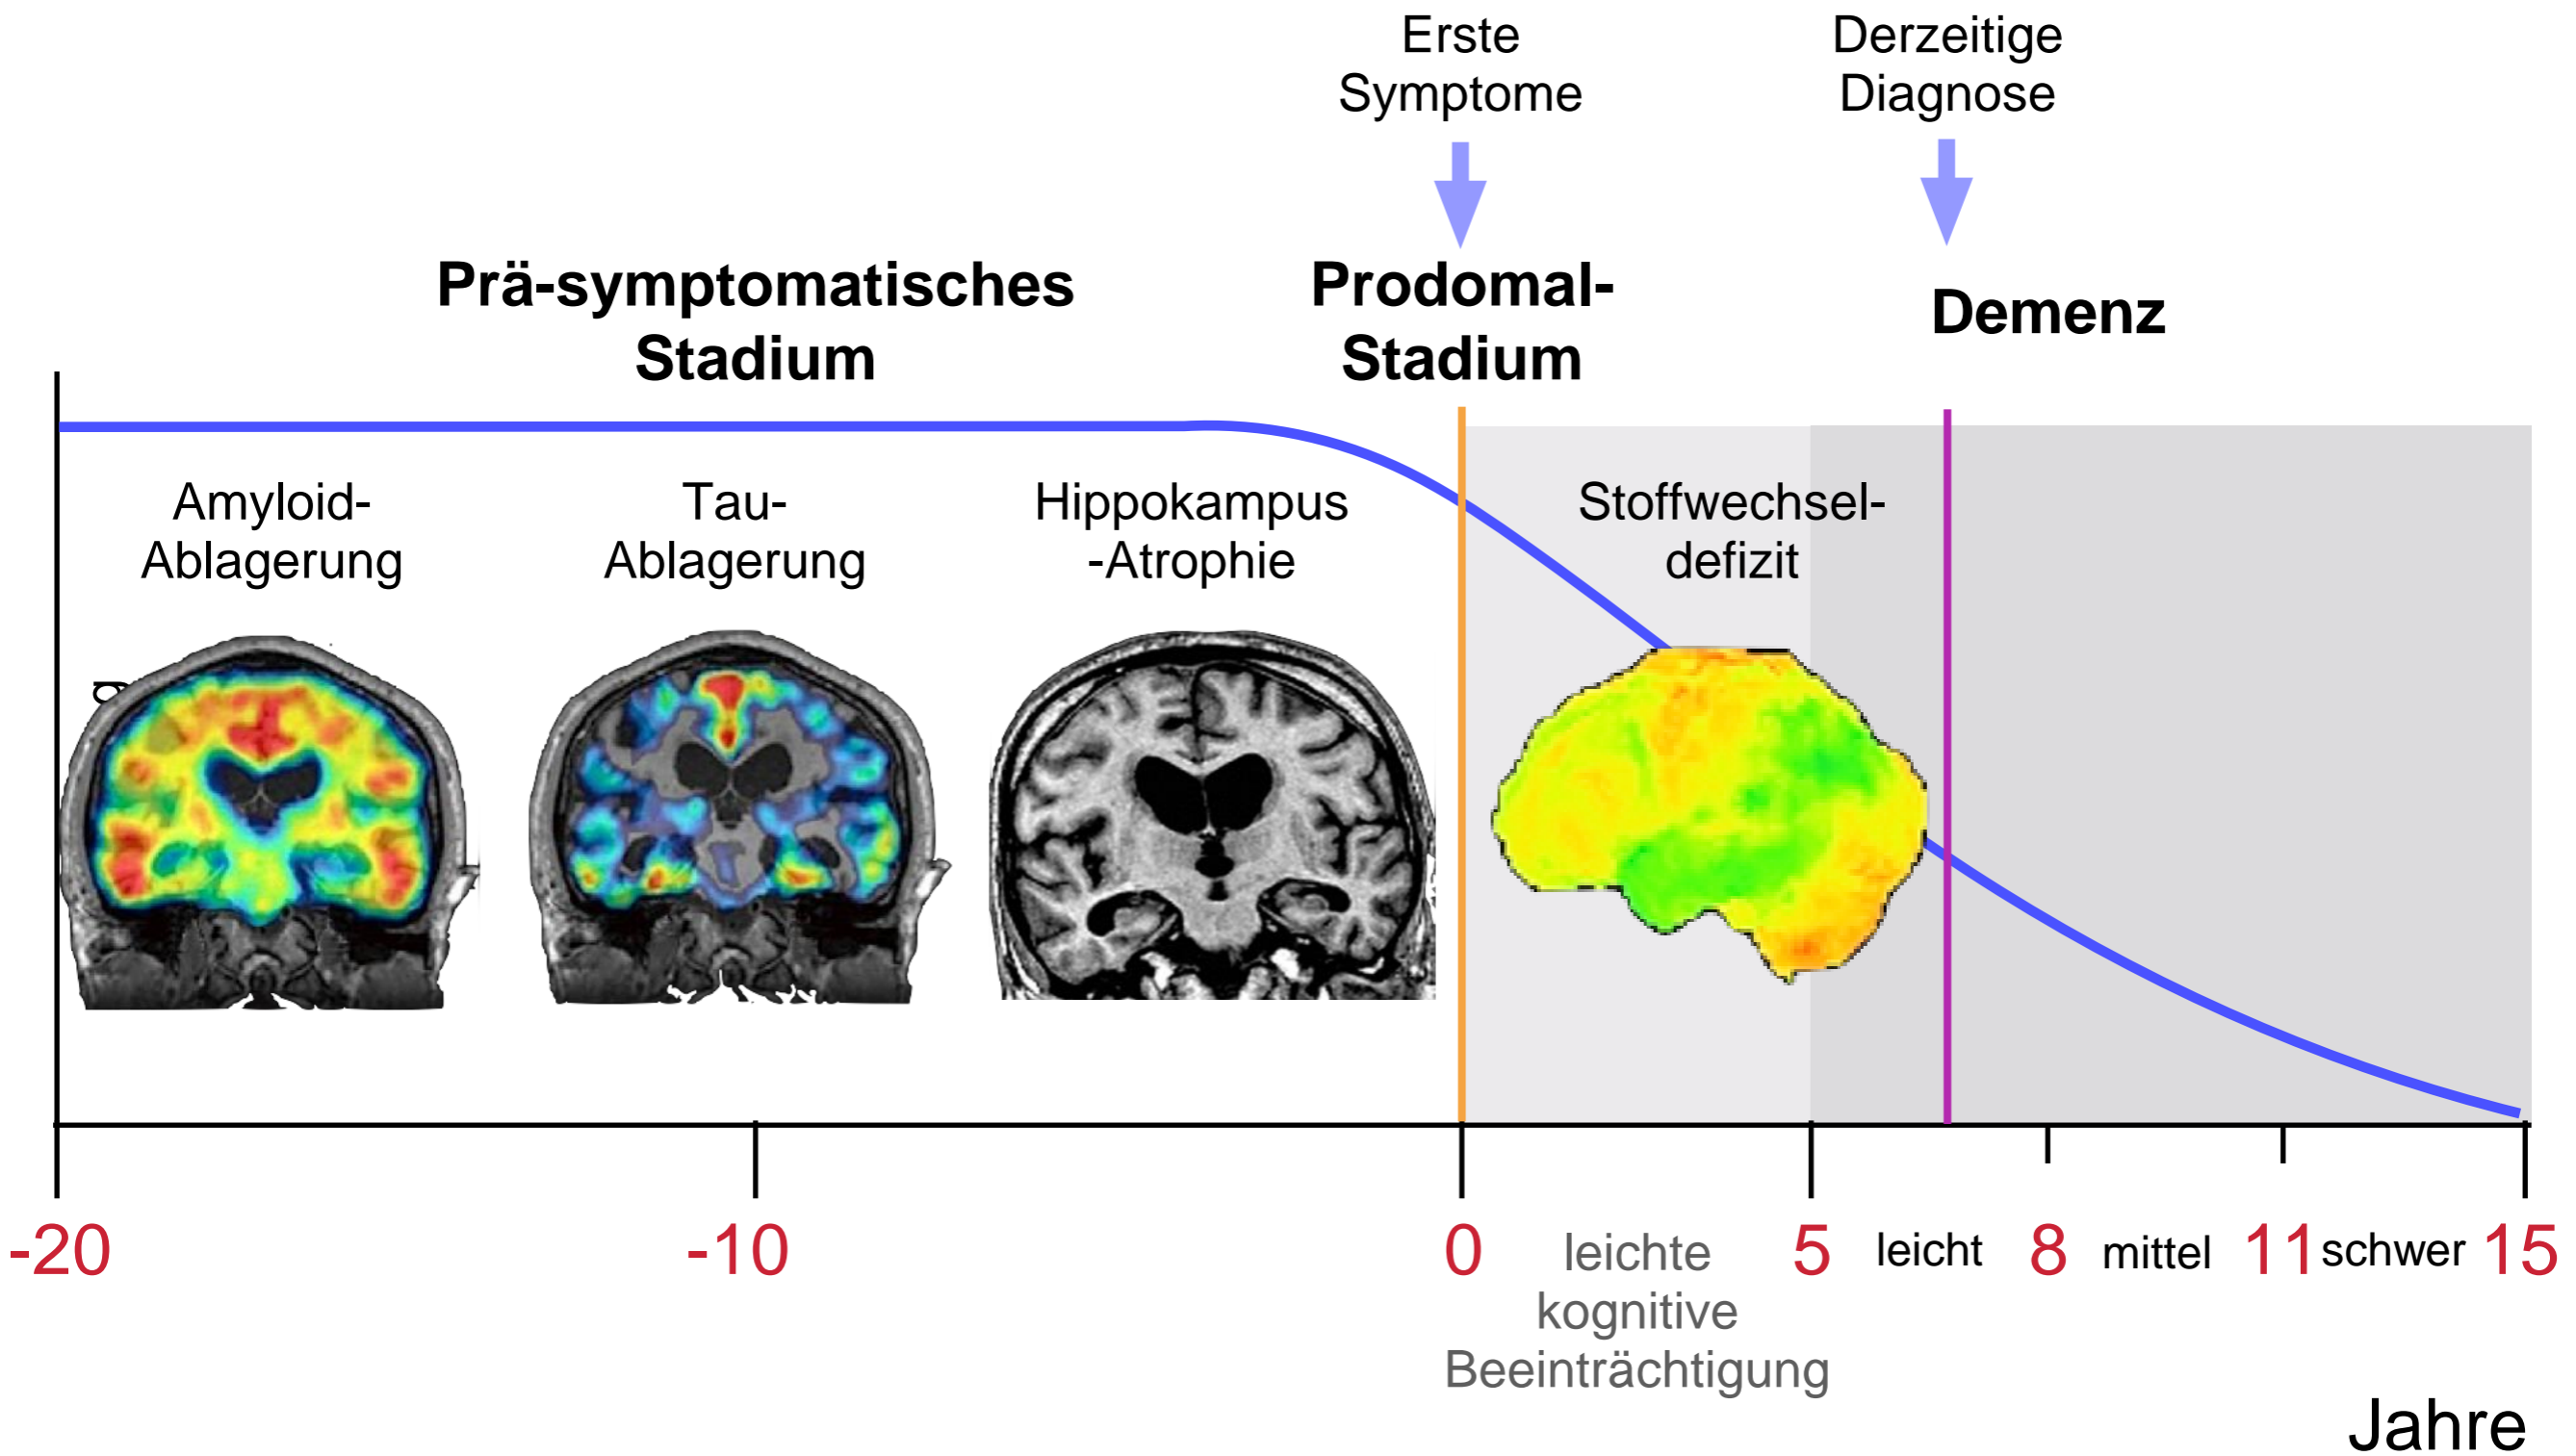 Erste
Symptome
Derzeitige
Diagnose
Prä-symptomatisches
Stadium
Prodomal-
Stadium
Demenz
Amyloid-
Ablagerung
Tau-
Ablagerung
Hippokampus
-Atrophie
Stoffwechsel-
defizit
g
-20
-10
0
leichte
kognitive
Beeinträchtigung
5
leicht
8
mittel
11
schwer
15
Jahre